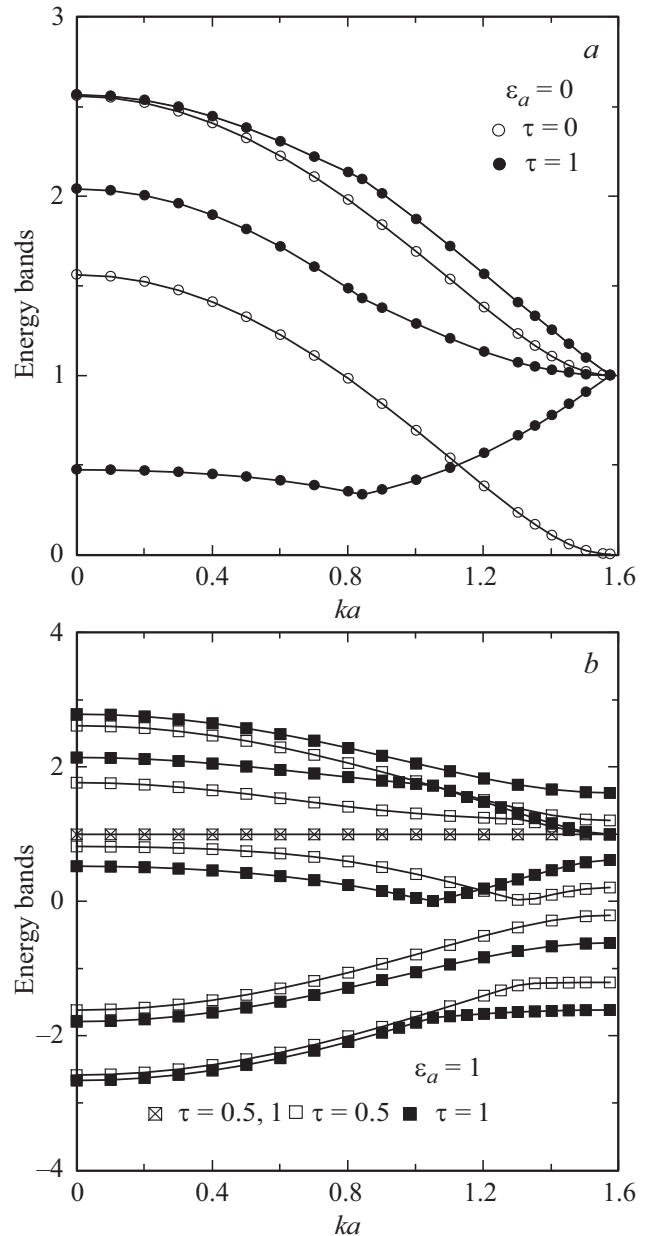 3
a
εₐ = 0
○ τ = 0
● τ = 1
2
Energy bands
1
0
0 0.4 0.8 1.2 1.6
ka
4
b
2
Energy bands
0
−2
εₐ = 1
⊠ τ = 0.5, 1 □ τ = 0.5 ■ τ = 1
−4
0 0.4 0.8 1.2 1.6
ka